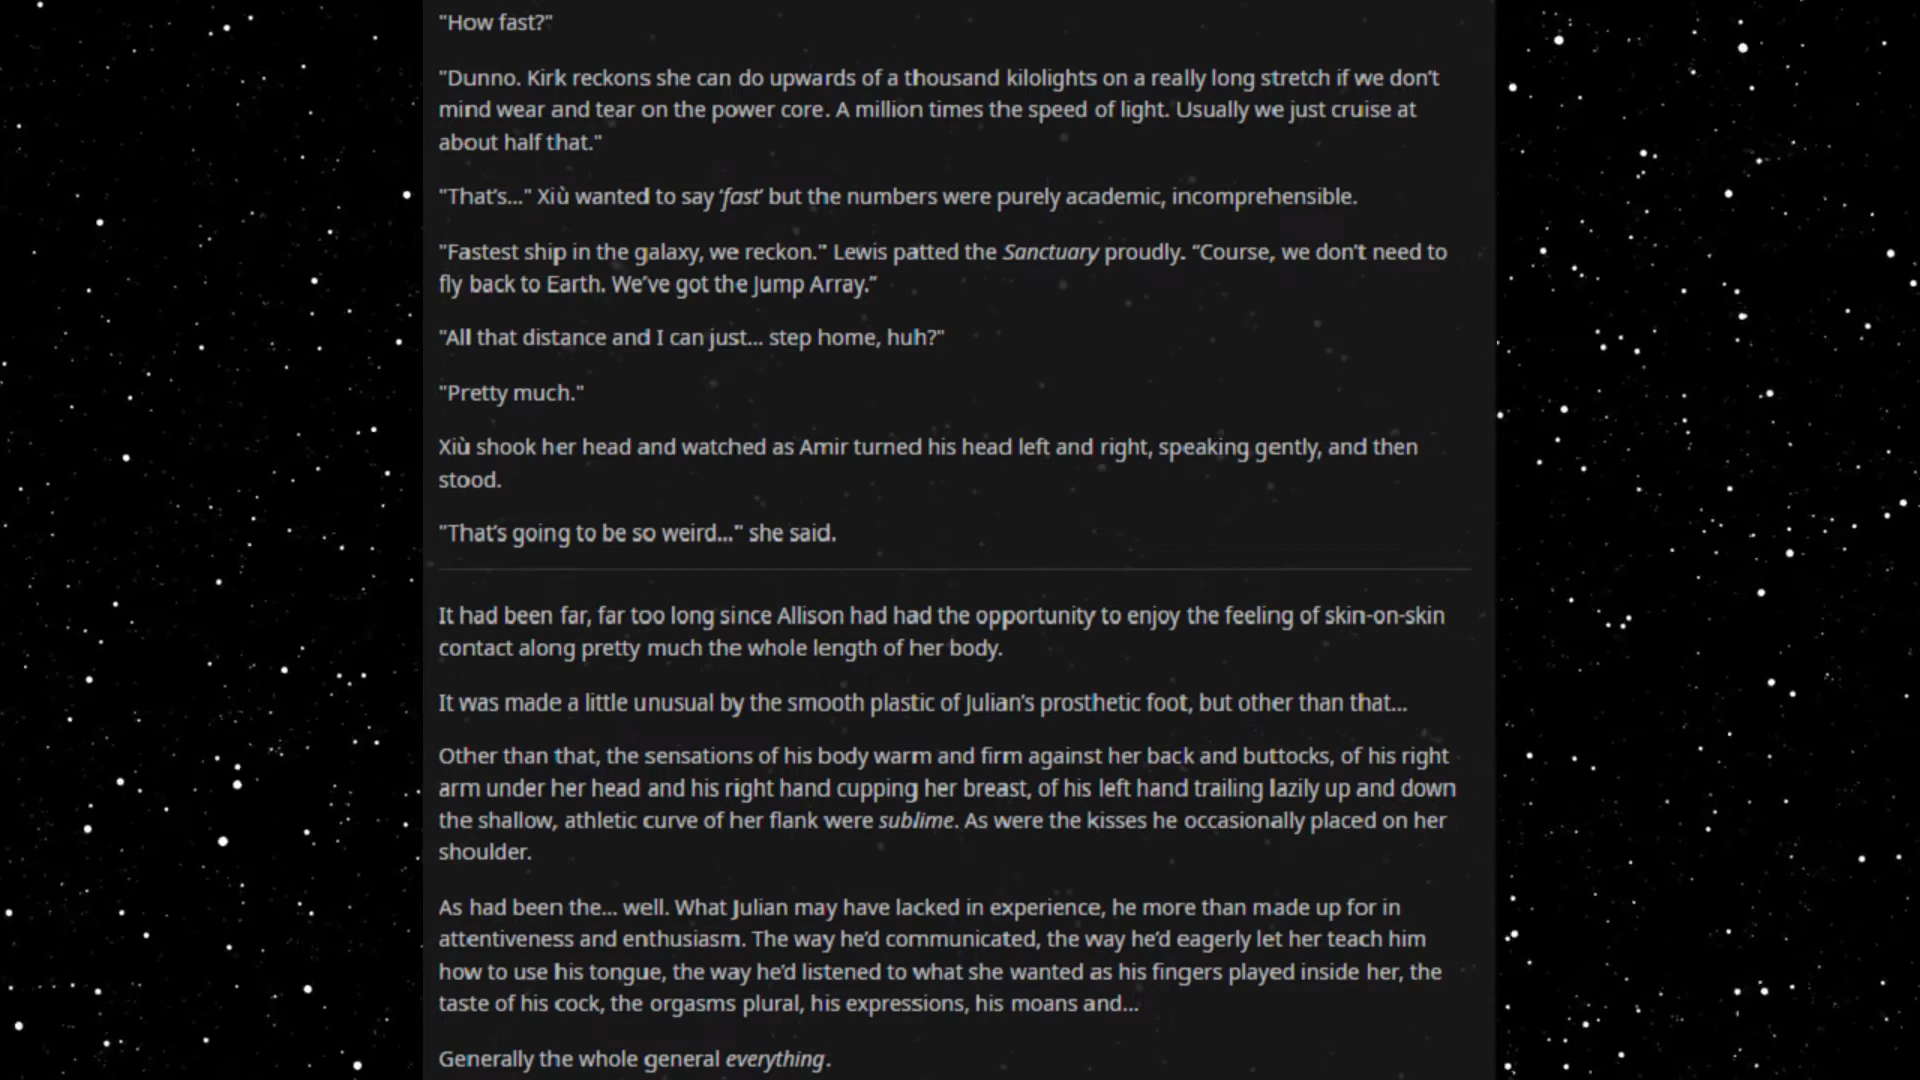 "How fast?"
"Dunno. Kirk reckons she can do upwards of a thousand kilolights on a really long stretch if we don’t
mind wear and tear on the power core. A million times the speed of light. Usually we just cruise at
about half that."
"That’s..." Xiù wanted to say ‘fast’ but the numbers were purely academic, incomprehensible.
"Fastest ship in the galaxy, we reckon." Lewis patted the Sanctuary proudly. “Course, we don’t need to
fly back to Earth. We’ve got the Jump Array.”
"All that distance and I can just... step home, huh?"
"Pretty much."
Xiù shook her head and watched as Amir turned his head left and right, speaking gently, and then
stood.
"That’s going to be so weird..." she said.
It had been far, far too long since Allison had had the opportunity to enjoy the feeling of skin-on-skin
contact along pretty much the whole length of her body.
It was made a little unusual by the smooth plastic of Julian’s prosthetic foot, but other than that...
Other than that, the sensations of his body warm and firm against her back and buttocks, of his right
arm under her head and his right hand cupping her breast, of his left hand trailing lazily up and down
the shallow, athletic curve of her flank were sublime. As were the kisses he occasionally placed on her
shoulder.
As had been the... well. What Julian may have lacked in experience, he more than made up for in
attentiveness and enthusiasm. The way he’d communicated, the way he’d eagerly let her teach him
how to use his tongue, the way he’d listened to what she wanted as his fingers played inside her, the
taste of his cock, the orgasms plural, his expressions, his moans and...
Generally the whole general everything.